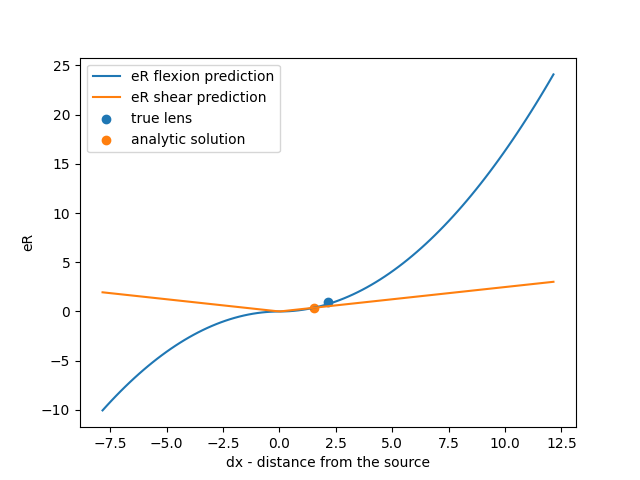 eR flexion prediction
eR shear prediction
true lens
analytic solution
25
20
15
10
5
0
−5
−10
eR
−7.5 −5.0 −2.5 0.0 2.5 5.0 7.5 10.0 12.5
dx - distance from the source